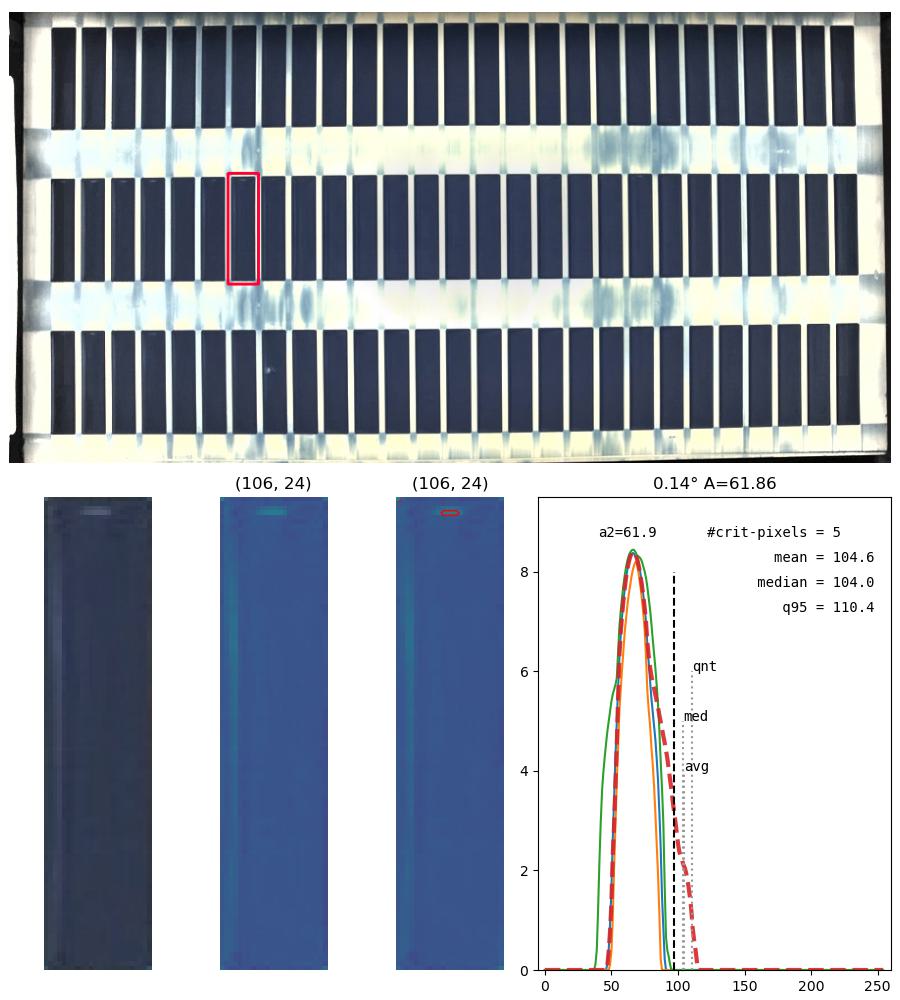 (106, 24)
(106, 24)
0.14° A=61.86
a2=61.9
#crit-pixels = 5
mean = 104.6
median = 104.0
q95 = 110.4
qnt
med
avg
8
6
4
2
0
0 50 100 150 200 250